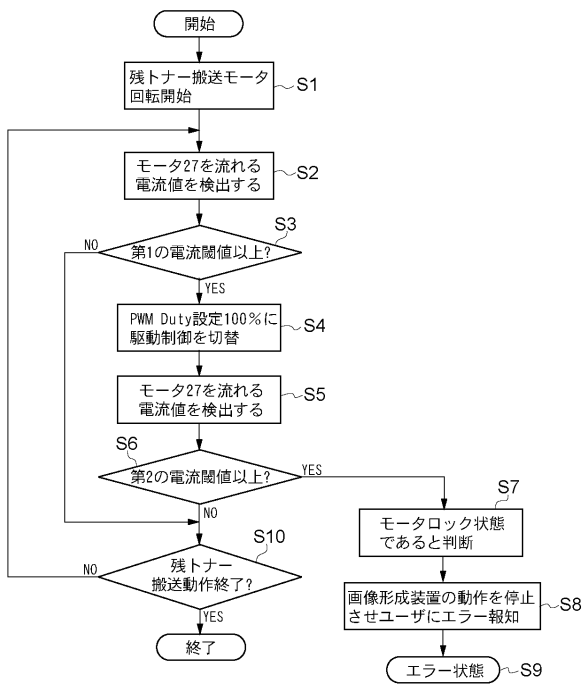 開始
残トナー搬送モータ
回転開始
S1
モータ27を流れる
電流値を検出する
S2
S3
第1の電流閾値以上?
NO
YES
PWM Duty設定100%に
駆動制御を切替
S4
モータ27を流れる
電流値を検出する
S5
S6
第2の電流閾値以上?
YES
NO
S7
モータロック状態
であると判断
S10
残トナー
搬送動作終了?
NO
YES
画像形成装置の動作を停止
させユーザにエラー報知
S8
終了
エラー状態
S9